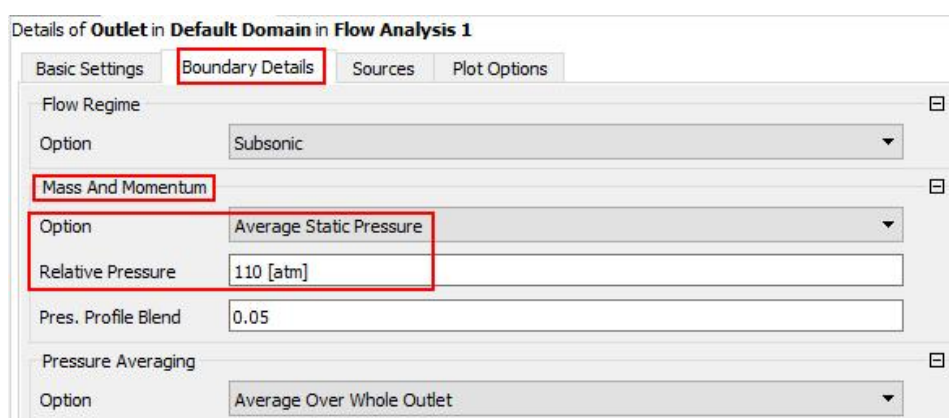 Details of Outlet in Default Domain in Flow Analysis 1
Basic Settings Boundary Details Sources Plot Options
Flow Regime
Option Subsonic
Mass And Momentum
Option Average Static Pressure
Relative Pressure 110 [atm]
Pres. Profile Blend 0.05
Pressure Averaging
Option Average Over Whole Outlet